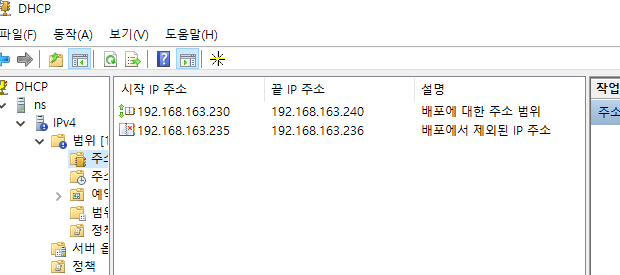 DHCP
파일(F) 동작(A) 보기(V) 도움말(H)
DHCP
ns
IPv4
범위 [1
주소
주소
예약
범위
정책
서버 옵
정책
시작 IP 주소 끝 IP 주소 설명
192.168.163.230 192.168.163.240 배포에 대한 주소 범위
192.168.163.235 192.168.163.236 배포에서 제외된 IP 주소
작업
주소